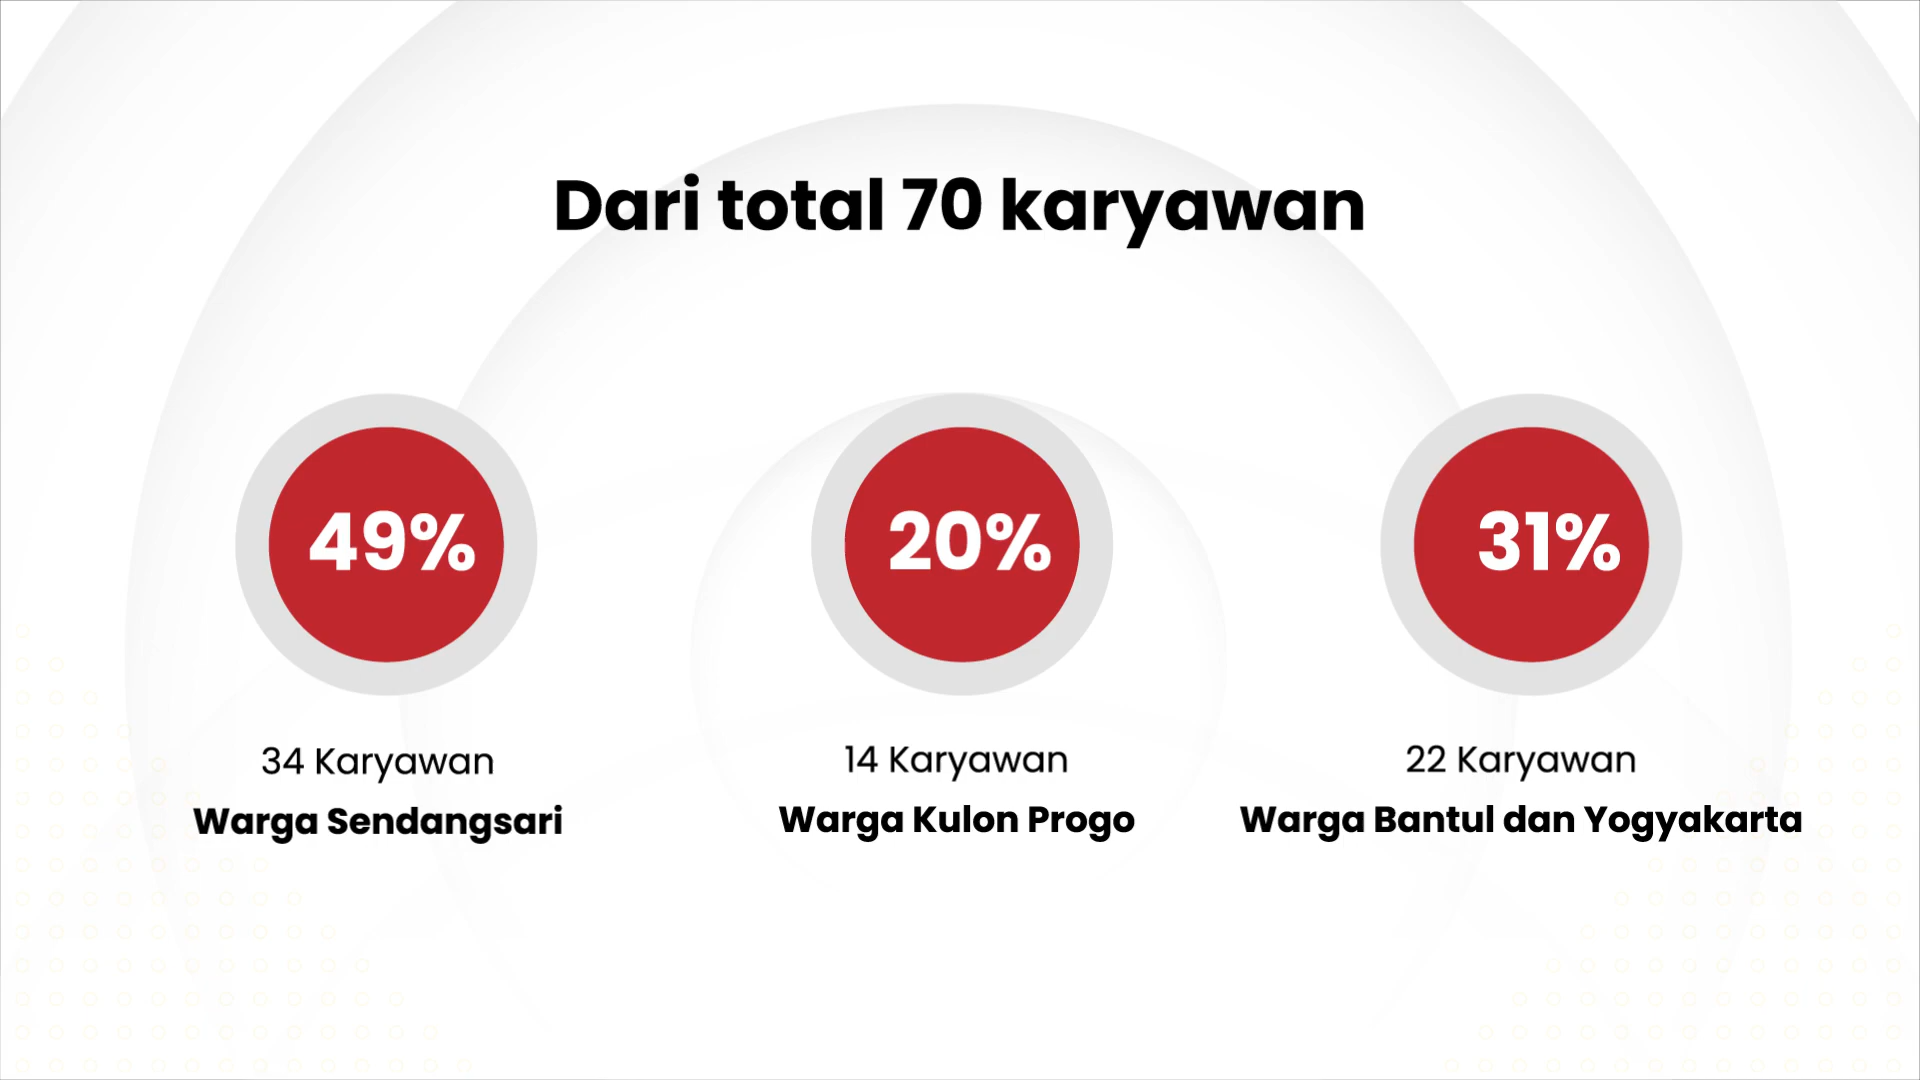 Dari total 70 karyawan
49%
34 Karyawan
Warga Sendangsari
20%
14 Karyawan
Warga Kulon Progo
31%
22 Karyawan
Warga Bantul dan Yogyakarta